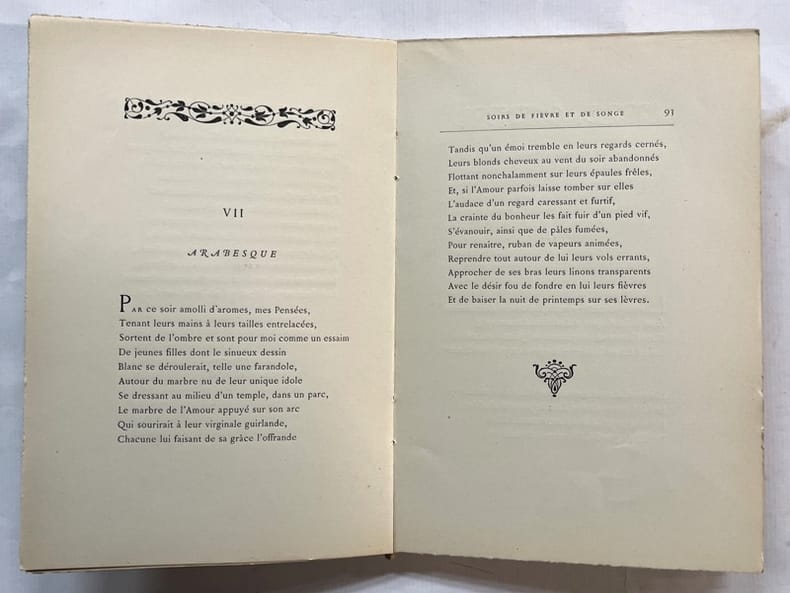 VII
ARABESQUE
PAR ce soir amolli d'aromes, mes Pensées,
Tenant leurs mains à leurs tailles entrelacées,
Sortent de l'ombre et sont pour moi comme un essaim
De jeunes filles dont le sinueux dessin
Blanc se déroulerait, telle une farandole,
Autour du marbre nu de leur unique idole
Se dressant au milieu d'un temple, dans un parc,
Le marbre de l'Amour appuyé sur son arc
Qui sourirait à leur virginale guirlande,
Chacune lui faisant de sa grâce l'offrande
SOIRS DE FIÈVRE ET DE SONGE 93
Tandis qu'un émoi tremble en leurs regards cernés,
Leurs blonds cheveux au vent du soir abandonnés
Flottant nonchalamment sur leurs épaules frêles,
Et, si l'Amour parfois laisse tomber sur elles
L'audace d'un regard caressant et furtif,
La crainte du bonheur les fait fuir d'un pied vif,
S'évanouir, ainsi que de pâles fumées,
Pour renaître, ruban de vapeurs animées,
Reprendre tout autour de lui leurs vols errants,
Approcher de ses bras leurs linons transparents
Avec le désir fou de fondre en lui leurs fièvres
Et de baiser la nuit de printemps sur ses lèvres.